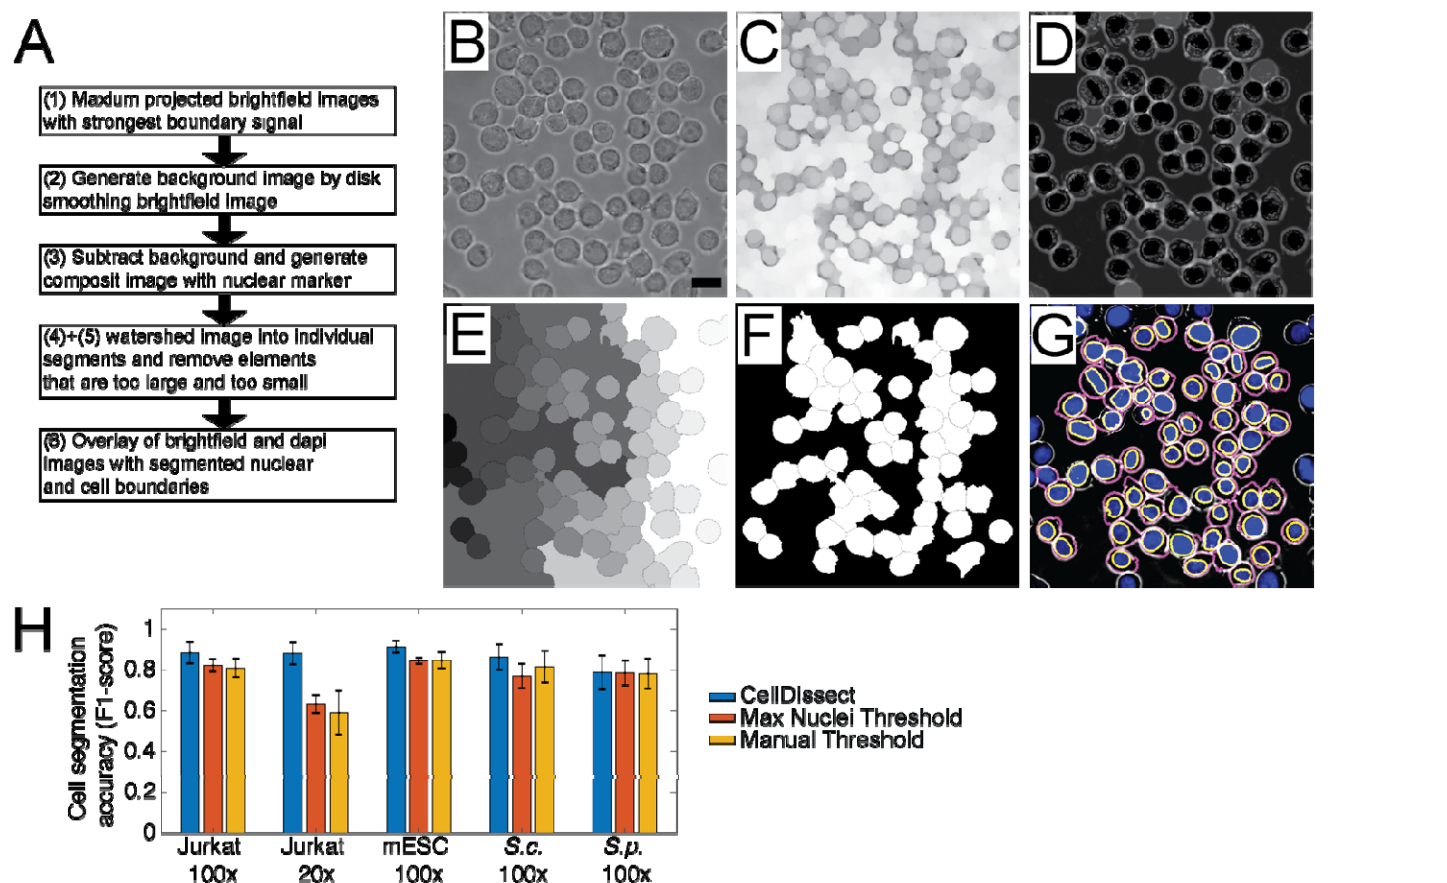 A
(1) Maxium projected brightfield images
with strongest boundary signal
(2) Generate background image by disk
smoothing brightfield image
(3) Subtract background and generate
composit image with nuclear marker
(4)+(5) watershed image into individual
segments and remove elements
that are too large and too small
(6) Overlay of brightfield and dapi
images with segmented nuclear
and cell boundaries
B
C
D
E
F
G
H
Cell segmentation
accuracy (F1-score)
1
0.8
0.6
0.4
0.2
0
Jurkat
100x
Jurkat
20x
mESC
100x
S.c.
100x
S.p.
100x
CellDissect
Max Nuclei Threshold
Manual Threshold